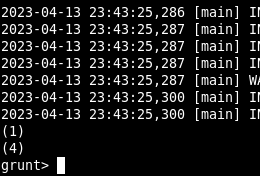 2023-04-13 23:43:25,286 [main] IN
2023-04-13 23:43:25,287 [main] IN
2023-04-13 23:43:25,287 [main] IN
2023-04-13 23:43:25,287 [main] IN
2023-04-13 23:43:25,287 [main] WA
2023-04-13 23:43:25,300 [main] IN
2023-04-13 23:43:25,300 [main] IN
(1)
(4)
grunt>